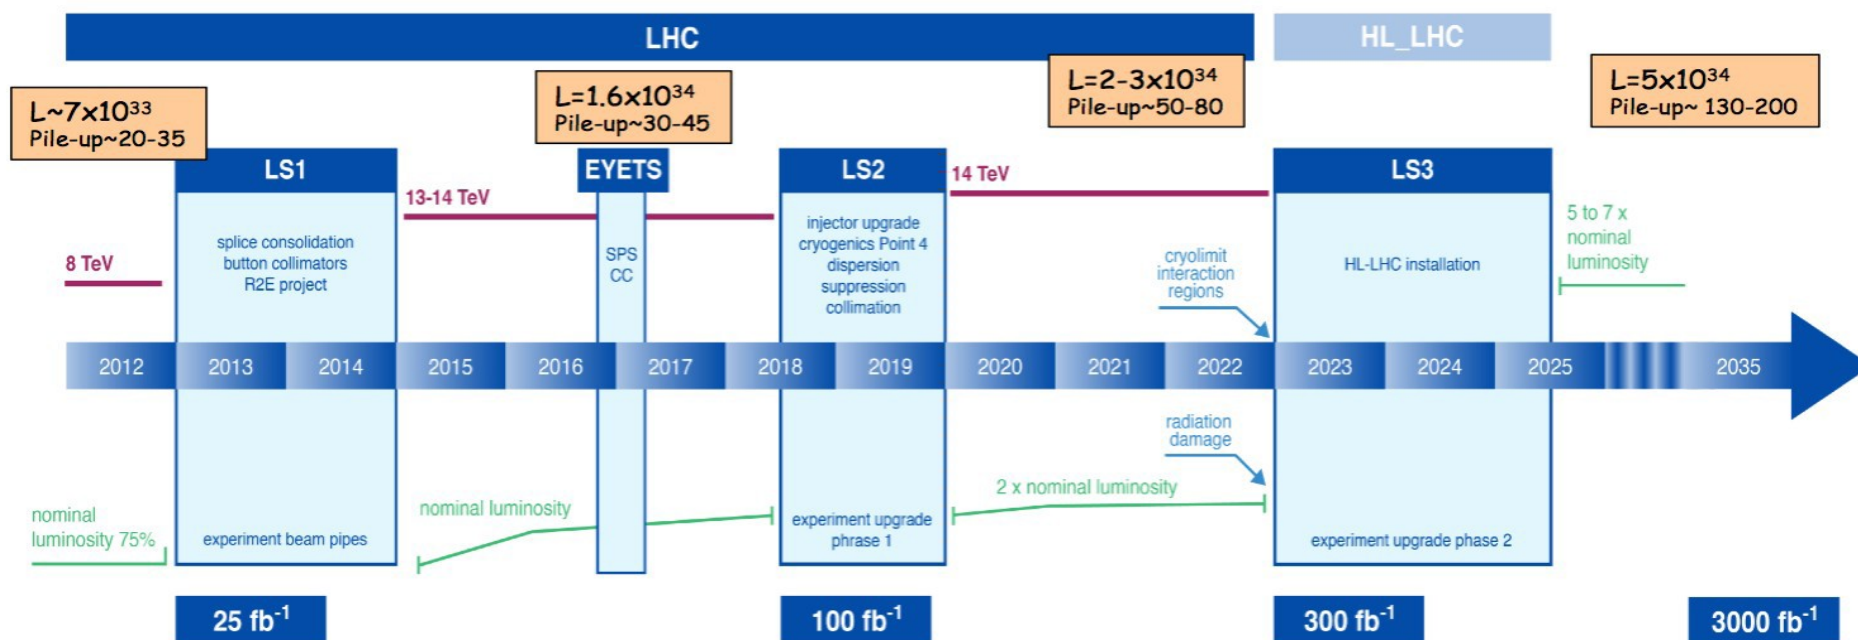 LHC
HL_LHC
L~7x10³³
Pile-up~20-35
L=1.6x10³⁴
Pile-up~30-45
L=2-3x10³⁴
Pile-up~50-80
L=5x10³⁴
Pile-up~ 130-200
LS1
EYETS
LS2
LS3
8 TeV
13-14 TeV
14 TeV
splice consolidation
button collimators
R2E project
SPS
CC
injector upgrade
cryogenics Point 4
dispersion
suppression
collimation
cryolimit
interaction
regions
HL-LHC installation
5 to 7 x
nominal
luminosity
2012
2013
2014
2015
2016
2017
2018
2019
2020
2021
2022
2023
2024
2025
2035
radiation
damage
nominal
luminosity 75%
experiment beam pipes
nominal luminosity
experiment upgrade
phrase 1
2 x nominal luminosity
experiment upgrade phase 2
25 fb⁻¹
100 fb⁻¹
300 fb⁻¹
3000 fb⁻¹